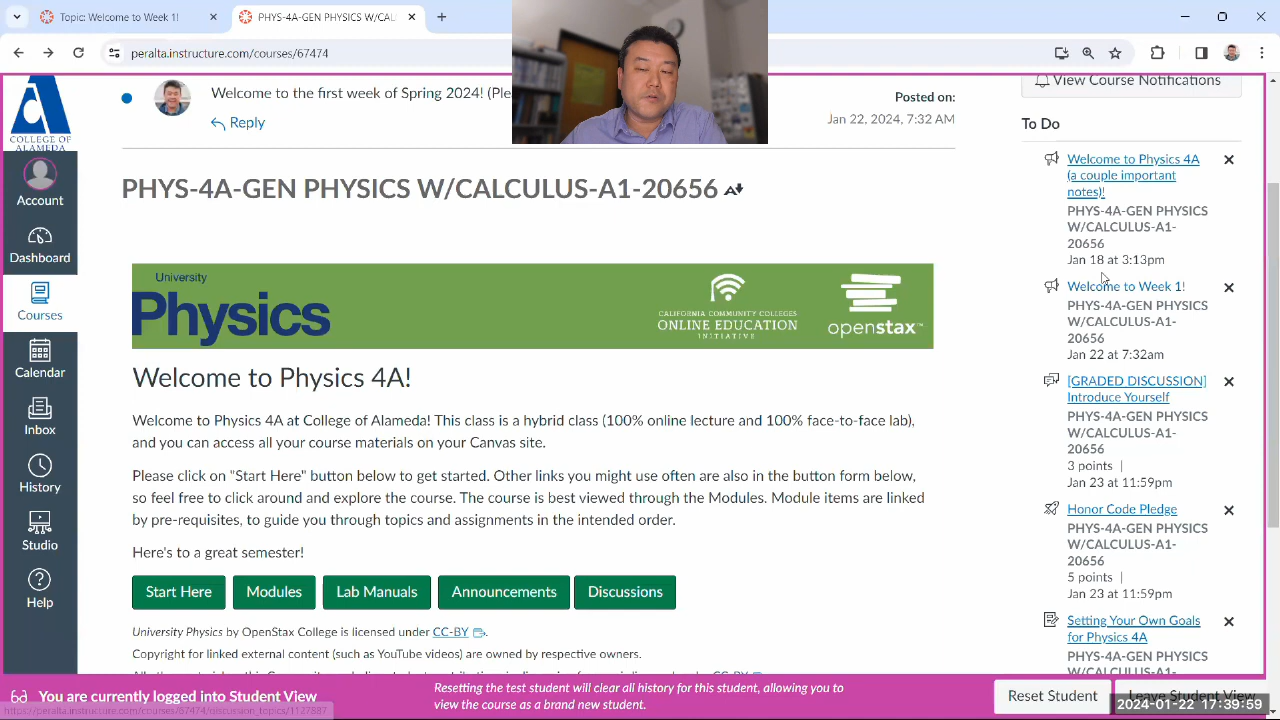 peralta.instructure.com/courses/67474
COLLEGE OF
ALAMEDA
Account
Dashboard
Courses
Calendar
Inbox
History
Studio
Help
Welcome to the first week of Spring 2024! (Ple
Reply
Posted on:
Jan 22, 2024, 7:32 AM
PHYS-4A-GEN PHYSICS W/CALCULUS-A1-20656
University
Physics
CALIFORNIA COMMUNITY COLLEGES
ONLINE EDUCATION
INITIATIVE
openstax™
Welcome to Physics 4A!
Welcome to Physics 4A at College of Alameda! This class is a hybrid class (100% online lecture and 100% face-to-face lab),
and you can access all your course materials on your Canvas site.
Please click on "Start Here" button below to get started. Other links you might use often are also in the button form below,
so feel free to click around and explore the course. The course is best viewed through the Modules. Module items are linked
by pre-requisites, to guide you through topics and assignments in the intended order.
Here's to a great semester!
Start Here
Modules
Lab Manuals
Announcements
Discussions
University Physics by OpenStax College is licensed under CC-BY.
Copyright for linked external content (such as YouTube videos) are owned by respective owners.
View Course Notifications
To Do
Welcome to Physics 4A
(a couple important
notes)!
PHYS-4A-GEN PHYSICS
W/CALCULUS-A1-
20656
Jan 18 at 3:13pm
Welcome to Week 1!
PHYS-4A-GEN PHYSICS
W/CALCULUS-A1-
20656
Jan 22 at 7:32am
[GRADED DISCUSSION]
Introduce Yourself
PHYS-4A-GEN PHYSICS
W/CALCULUS-A1-
20656
3 points |
Jan 23 at 11:59pm
Honor Code Pledge
PHYS-4A-GEN PHYSICS
W/CALCULUS-A1-
20656
5 points |
Jan 23 at 11:59pm
Setting Your Own Goals
for Physics 4A
PHYS-4A-GEN PHYSICS
W/CALCULUS-A1-
You are currently logged into Student View
Resetting the test student will clear all history for this student, allowing you to
view the course as a brand new student.
Reset Student
Leave Student View
2024-01-22 17:39:59